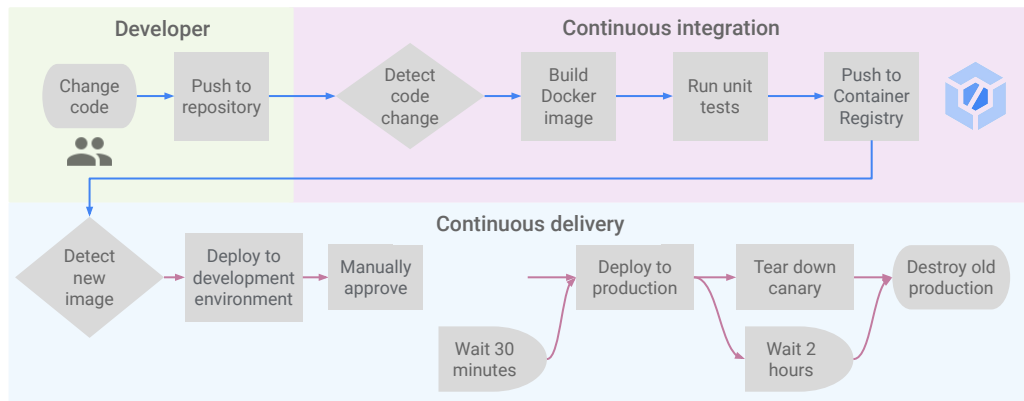 Developer
Continuous integration
Change
code
Push to
repository
Detect
code
change
Build
Docker
image
Run unit
tests
Push to
Container
Registry
Continuous delivery
Detect
new
image
Deploy to
development
environment
Manually
approve
Deploy to
production
Tear down
canary
Destroy old
production
Wait 30
minutes
Wait 2
hours